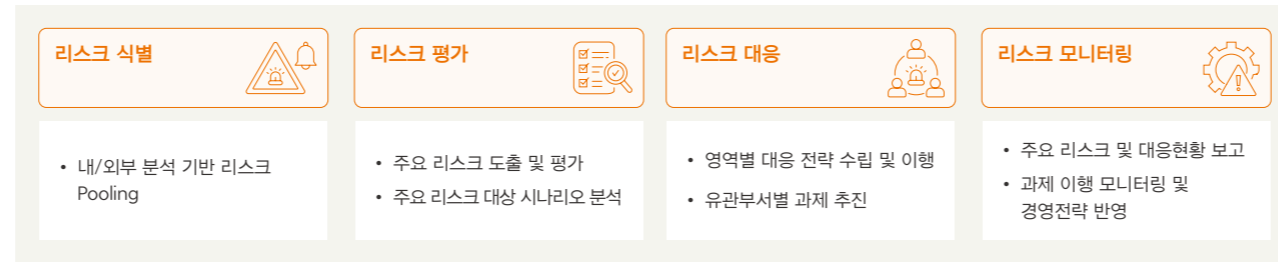 리스크 식별
• 내/외부 분석 기반 리스크
Pooling
리스크 평가
• 주요 리스크 도출 및 평가
• 주요 리스크 대상 시나리오 분석
리스크 대응
• 영역별 대응 전략 수립 및 이행
• 유관부서별 과제 추진
리스크 모니터링
• 주요 리스크 및 대응현황 보고
• 과제 이행 모니터링 및
경영전략 반영